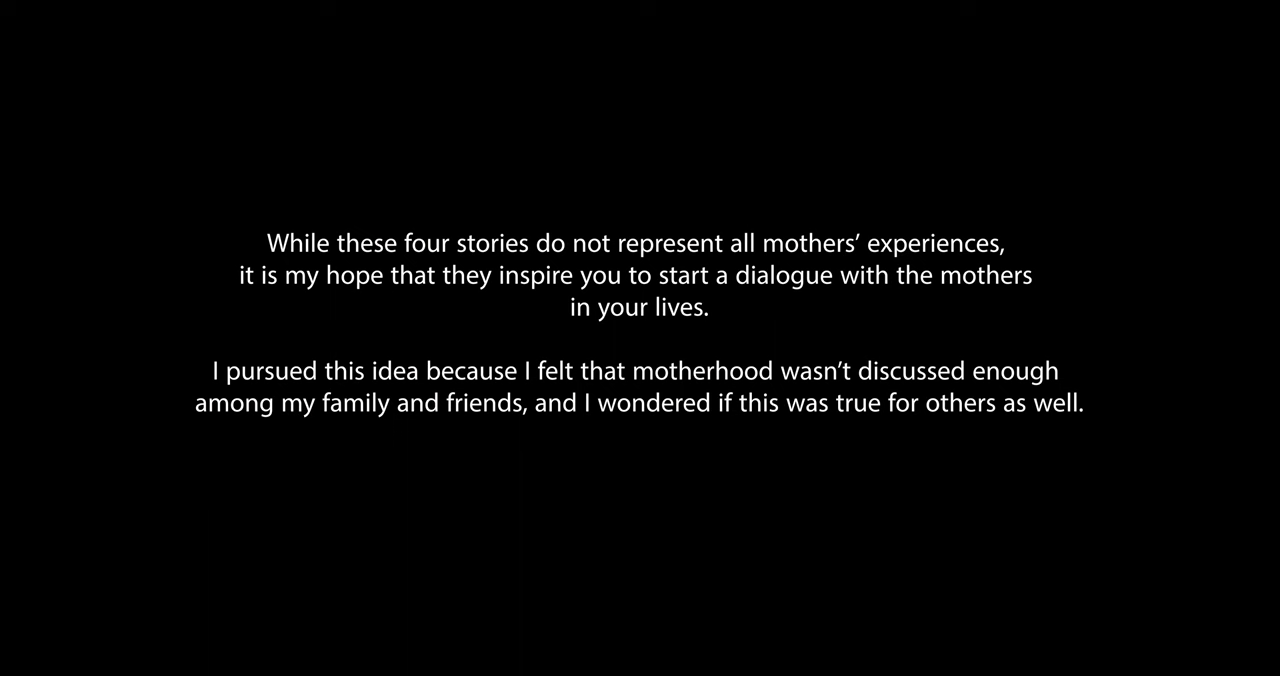 While these four stories do not represent all mothers’ experiences,
it is my hope that they inspire you to start a dialogue with the mothers
in your lives.
I pursued this idea because I felt that motherhood wasn’t discussed enough
among my family and friends, and I wondered if this was true for others as well.